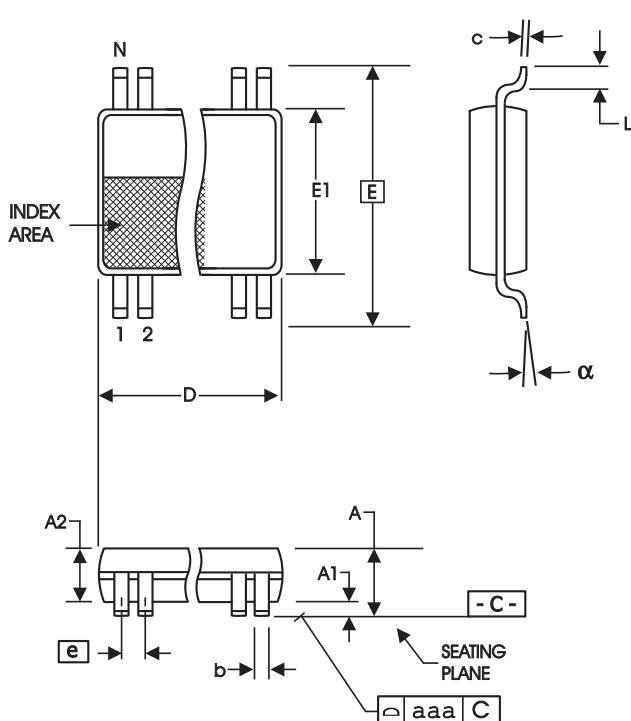 N
c
L
E1
E
INDEX
AREA
1 2
α
D
A2
A
A1
- C -
e
b
SEATING
PLANE
aaa C